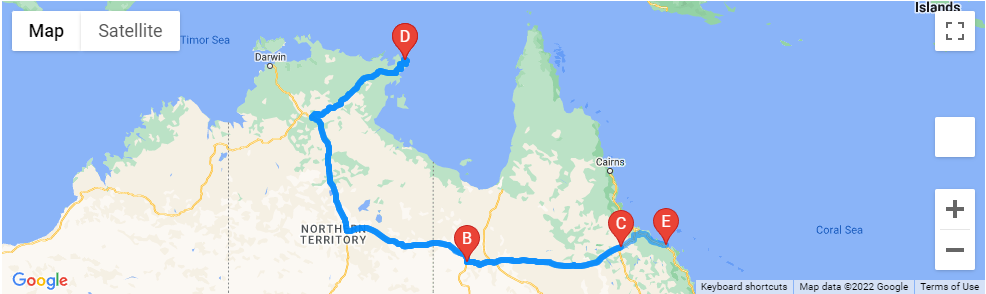 Islands
Map
Satellite
Timor Sea
D
Darwin
Cairns
NORTHERN
TERRITORY
B
C
E
Coral Sea
Google
Keyboard shortcuts
Map data ©2022 Google
Terms of Use